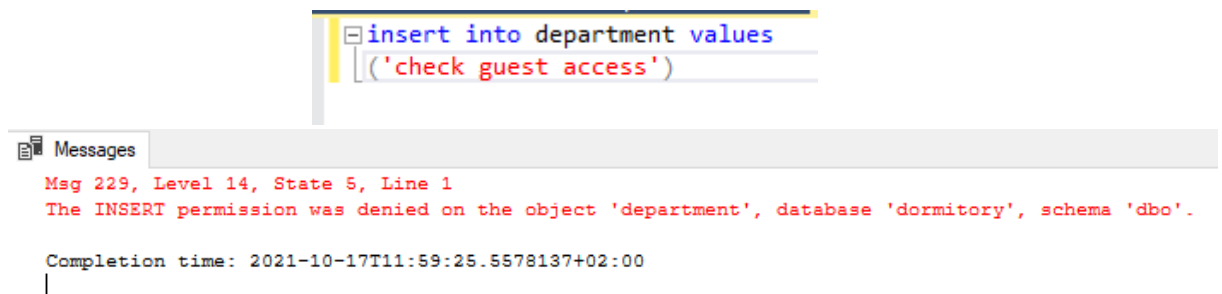 insert into department values
('check guest access')
Messages
Msg 229, Level 14, State 5, Line 1
The INSERT permission was denied on the object 'department', database 'dormitory', schema 'dbo'.
Completion time: 2021-10-17T11:59:25.5578137+02:00